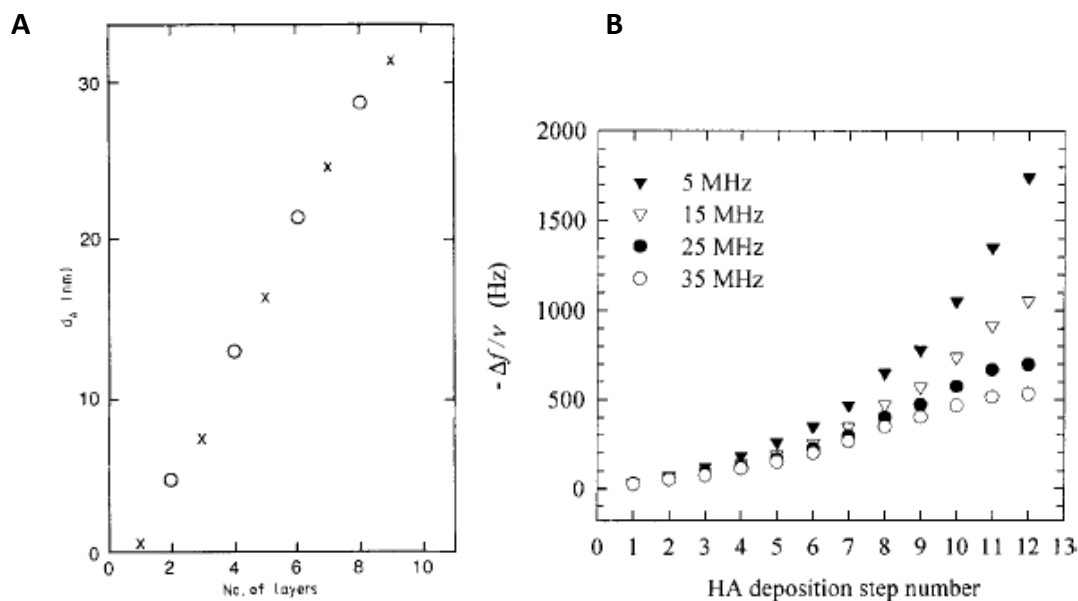 A
30
20
10
0
d_A (nm)
0
2
4
6
8
10
No. of layers
B
2000
1500
1000
500
0
- Δf/ν (Hz)
5 MHz
15 MHz
25 MHz
35 MHz
0 1 2 3 4 5 6 7 8 9 10 11 12 13
HA deposition step number